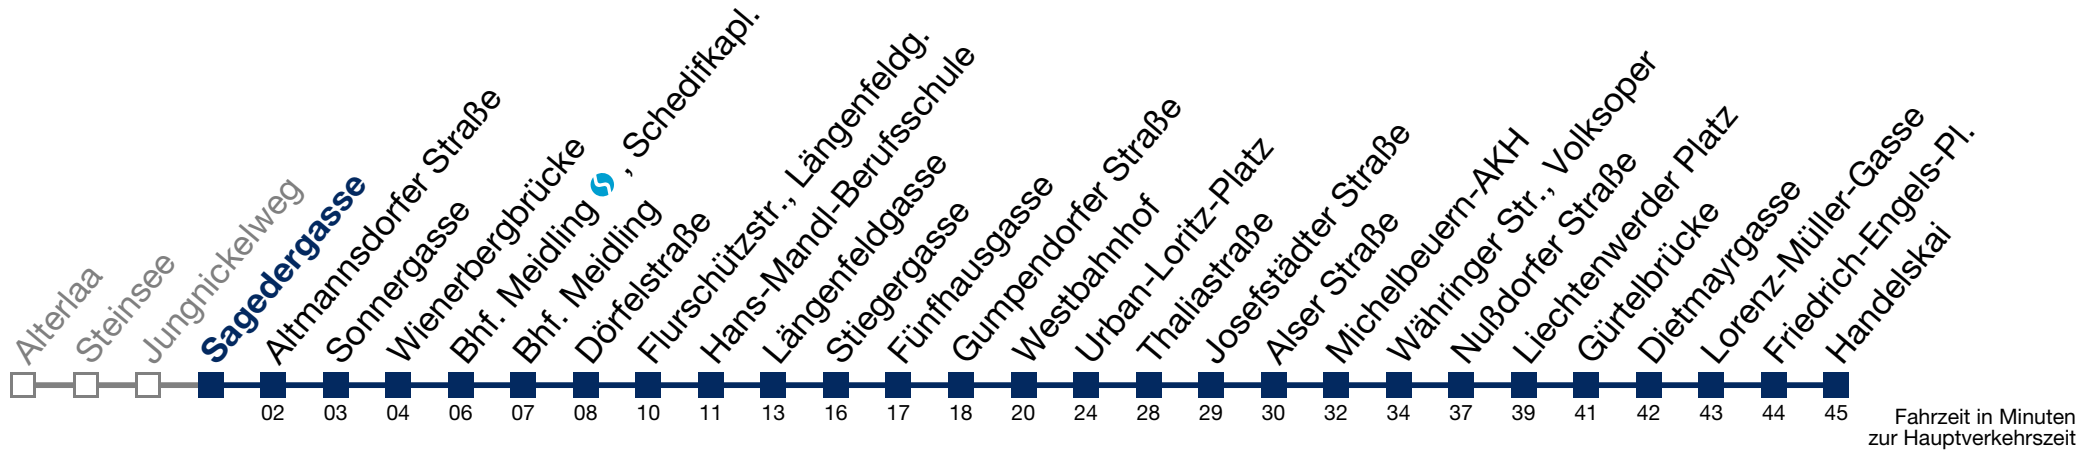 Alterlaa
Steinsee
Jungnickelweg
Sagedergasse
Altmannsdorfer Straße
Sonnergasse
Wienerbergbrücke
Bhf. Meidling , Schedifkapl.
Bhf. Meidling
Dörfelstraße
Flurschützstr., Längenfeldg.
Hans-Mandl-Berufsschule
Längenfeldgasse
Stiegergasse
Fünfhausgasse
Gumpendorfer Straße
Westbahnhof
Urban-Loritz-Platz
Thaliastraße
Josefstädter Straße
Alser Straße
Michelbeuern-AKH
Währinger Str., Volksoper
Nußdorfer Straße
Liechtenwerder Platz
Gürtelbrücke
Dietmayrgasse
Lorenz-Müller-Gasse
Friedrich-Engels-Pl.
Handelskai
02 03 04 06 07 08 10 11 13 16 17 18 20 24 28 29 30 32 34 37 39 41 42 43 44 45
Fahrzeit in Minuten
zur Hauptverkehrszeit